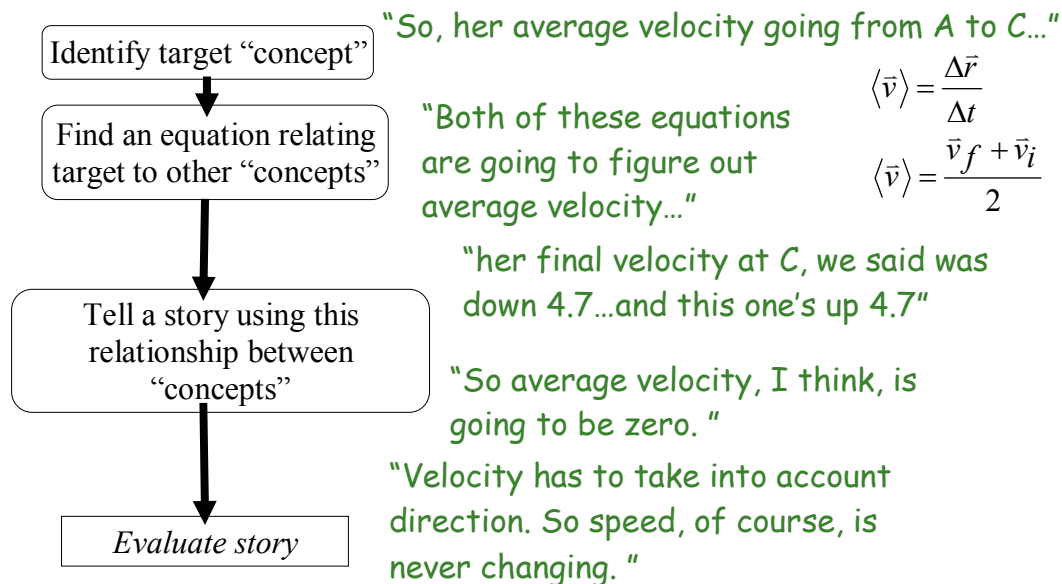 “So, her average velocity going from A to C…”
Identify target “concept”
⟨v⃗⟩ = Δr⃗ / Δt
Find an equation relating
target to other “concepts”
“Both of these equations
are going to figure out
average velocity…”
⟨v⃗⟩ = (v⃗f + v⃗i) / 2
“her final velocity at C, we said was
down 4.7…and this one’s up 4.7”
Tell a story using this
relationship between
“concepts”
“So average velocity, I think, is
going to be zero. ”
“Velocity has to take into account
direction. So speed, of course, is
never changing. ”
Evaluate story